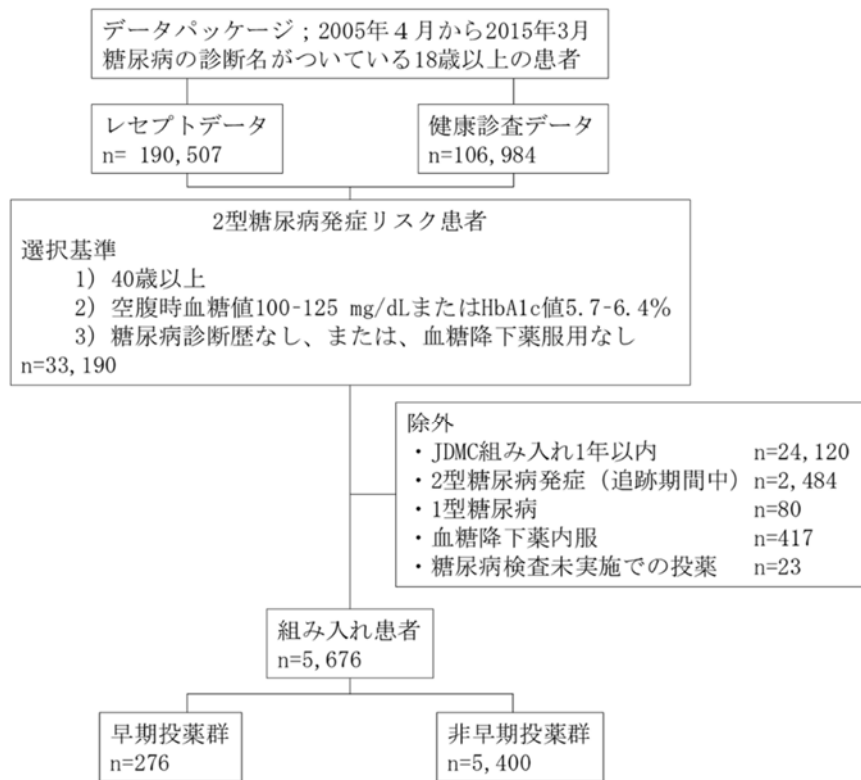 データパッケージ；2005年４月から2015年3月
糖尿病の診断名がついている18歳以上の患者
レセプトデータ
n= 190,507
健康診査データ
n=106,984
2型糖尿病発症リスク患者
選択基準
1) 40歳以上
2) 空腹時血糖値100-125 mg/dLまたはHbA1c値5.7-6.4%
3) 糖尿病診断歴なし、または、血糖降下薬服用なし
n=33,190
除外
・JDMC組み入れ1年以内 n=24,120
・2型糖尿病発症（追跡期間中）n=2,484
・1型糖尿病 n=80
・血糖降下薬内服 n=417
・糖尿病検査未実施での投薬 n=23
組み入れ患者
n=5,676
早期投薬群
n=276
非早期投薬群
n=5,400